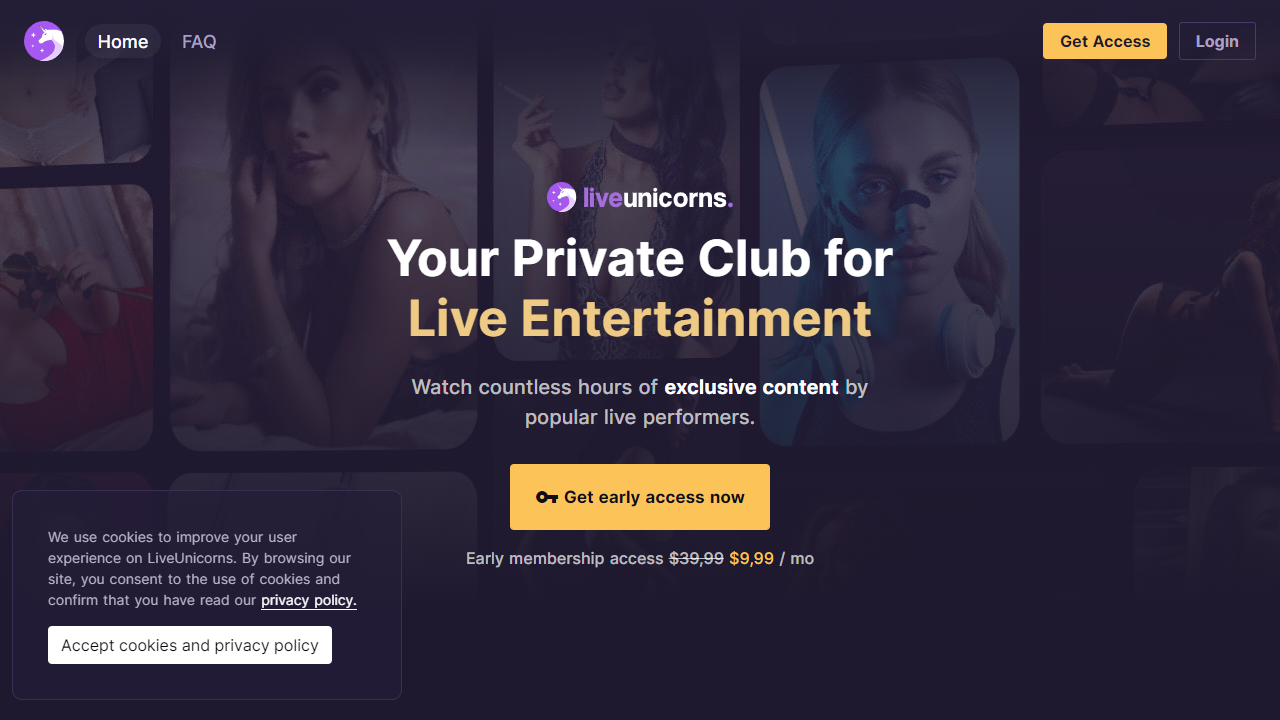 Home
FAQ
Get Access
Login
liveunicorns.
Your Private Club for
Live Entertainment
Watch countless hours of exclusive content by
popular live performers.
Get early access now
Early membership access $39,99 $9,99 / mo
We use cookies to improve your user
experience on LiveUnicorns. By browsing our
site, you consent to the use of cookies and
confirm that you have read our privacy policy.
Accept cookies and privacy policy